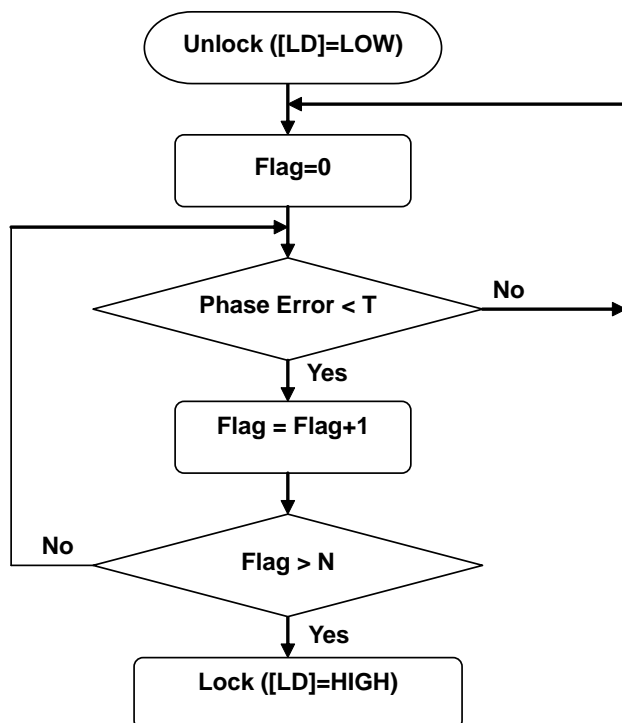 Unlock ([LD]=LOW)
Flag=0
Phase Error < T
No
Yes
Flag = Flag+1
No
Flag > N
Yes
Lock ([LD]=HIGH)